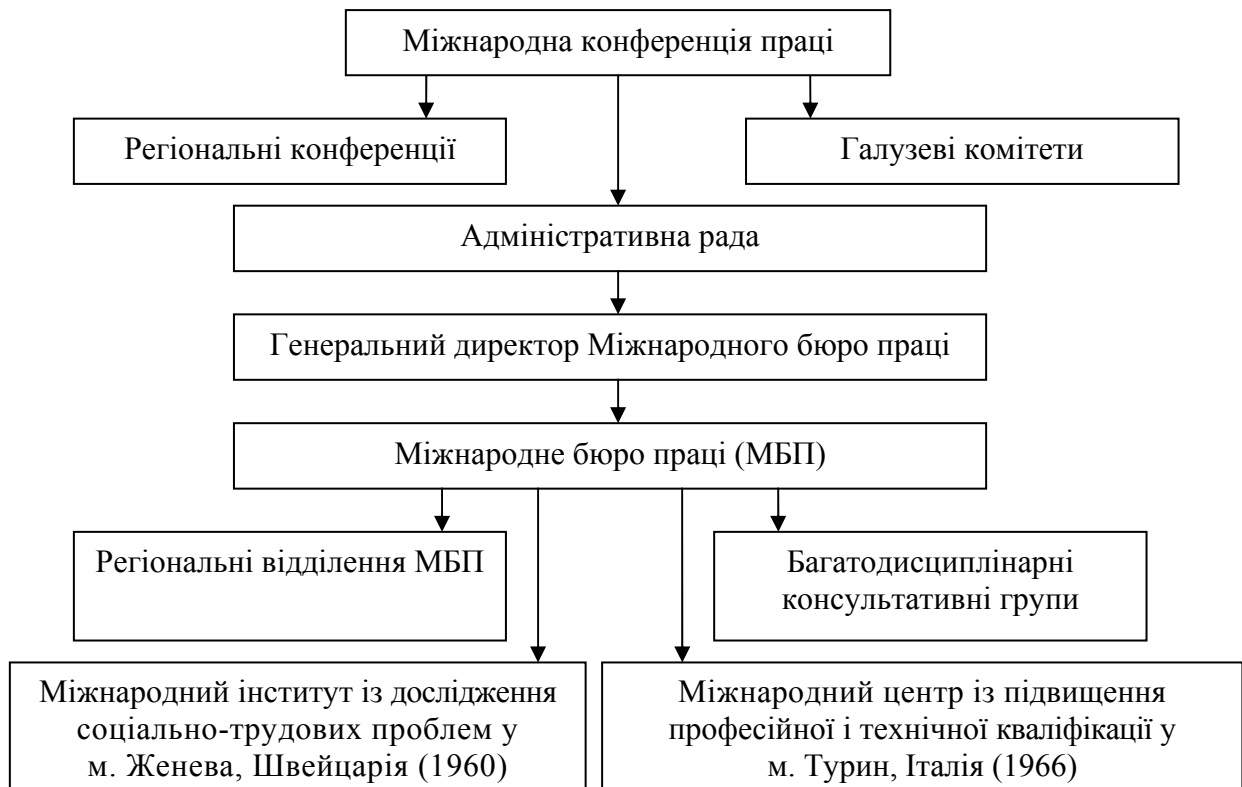 Міжнародна конференція праці
Регіональні конференції
Галузеві комітети
Адміністративна рада
Генеральний директор Міжнародного бюро праці
Міжнародне бюро праці (МБП)
Регіональні відділення МБП
Багатодисциплінарні
консультативні групи
Міжнародний інститут із дослідження
соціально-трудових проблем у
м. Женева, Швейцарія (1960)
Міжнародний центр із підвищення
професійної і технічної кваліфікації у
м. Турин, Італія (1966)